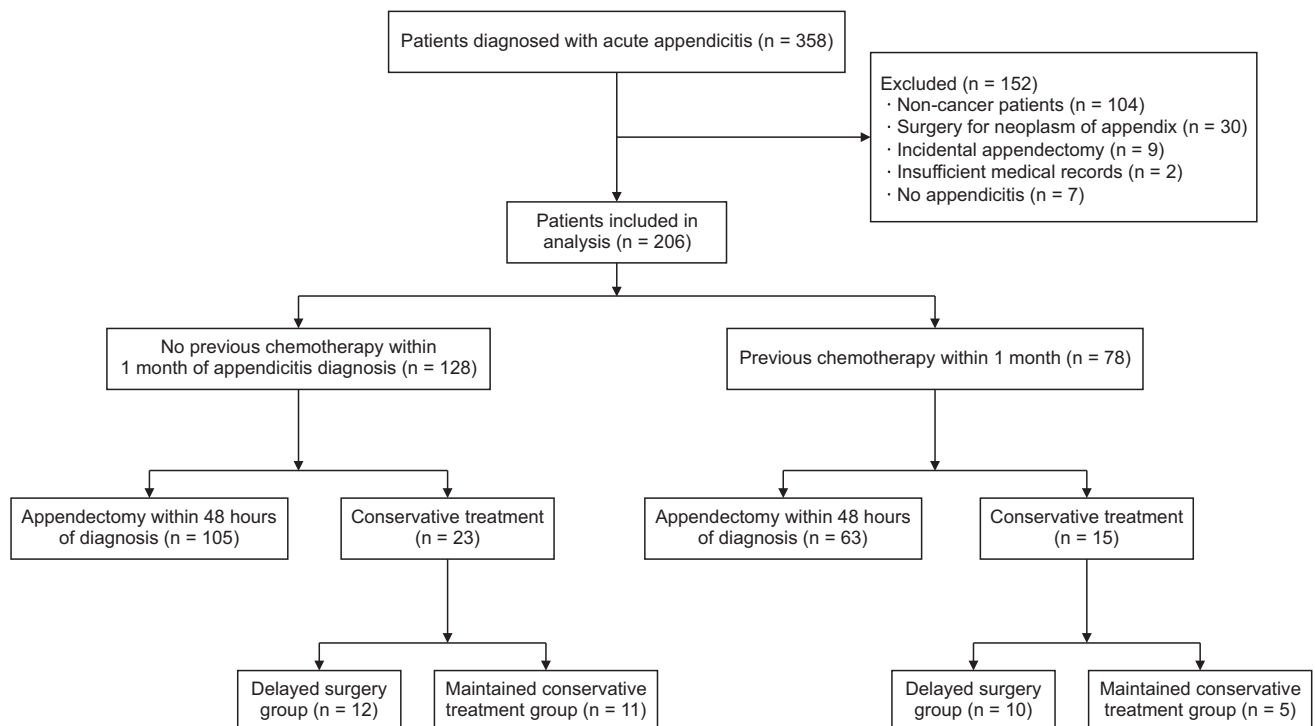 Patients diagnosed with acute appendicitis (n = 358)
Excluded (n = 152)
· Non-cancer patients (n = 104)
· Surgery for neoplasm of appendix (n = 30)
· Incidental appendectomy (n = 9)
· Insufficient medical records (n = 2)
· No appendicitis (n = 7)
Patients included in
analysis (n = 206)
No previous chemotherapy within
1 month of appendicitis diagnosis (n = 128)
Previous chemotherapy within 1 month (n = 78)
Appendectomy within 48 hours
of diagnosis (n = 105)
Conservative treatment
(n = 23)
Appendectomy within 48 hours
of diagnosis (n = 63)
Conservative treatment
(n = 15)
Delayed surgery
group (n = 12)
Maintained conservative
treatment group (n = 11)
Delayed surgery
group (n = 10)
Maintained conservative
treatment group (n = 5)